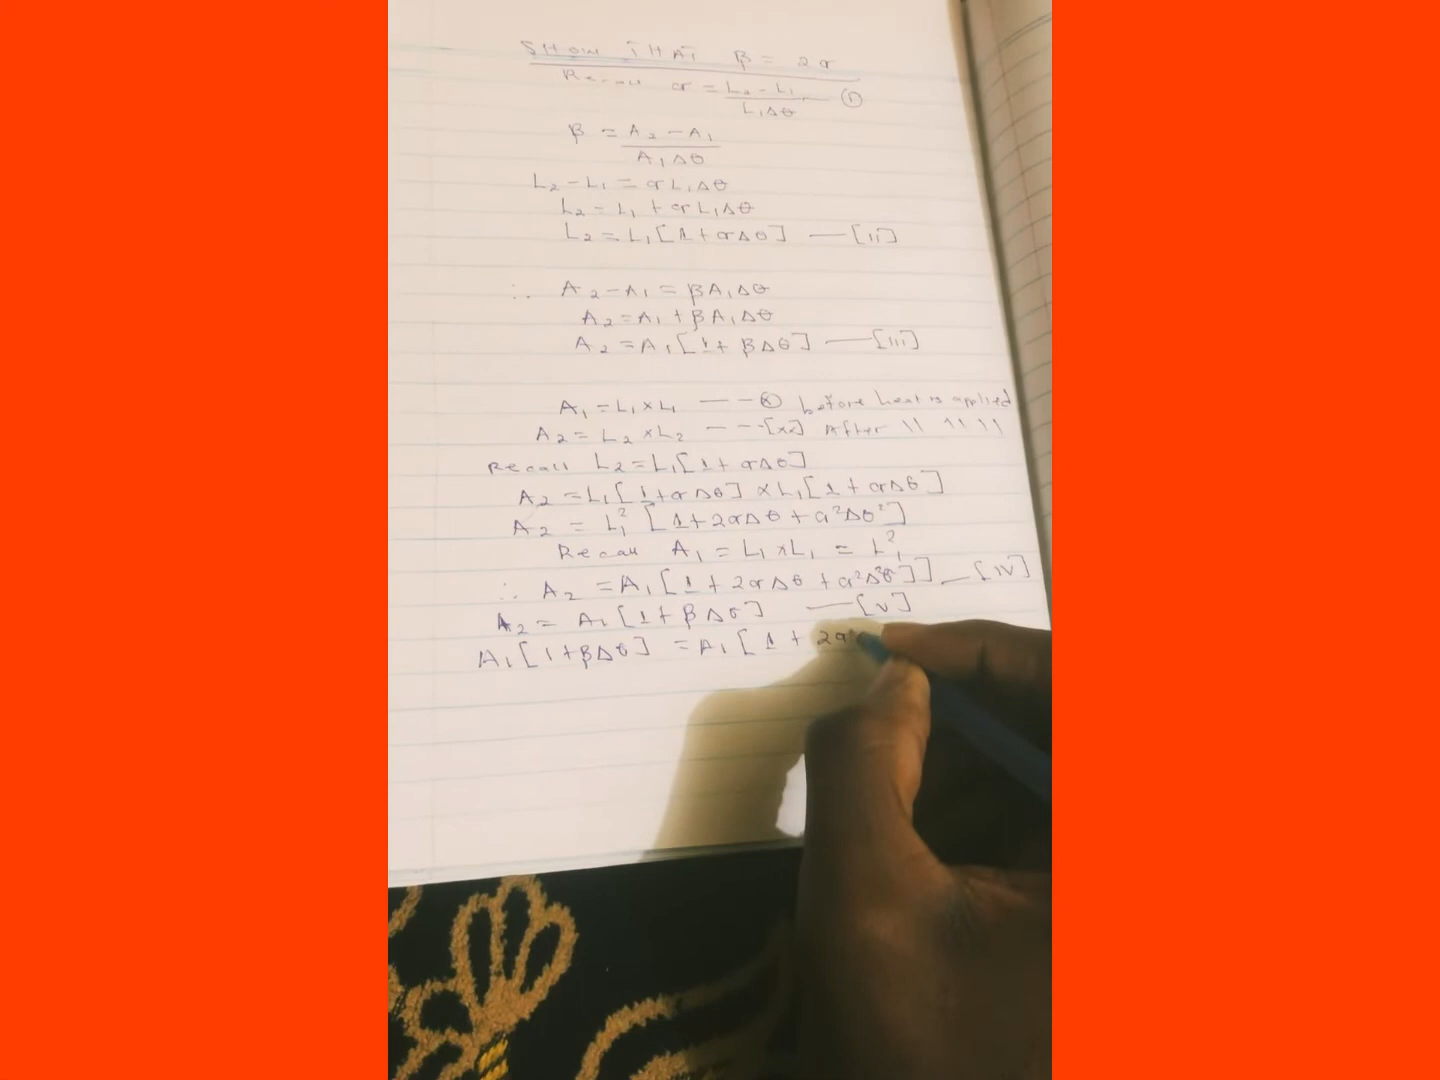 SHOW THAT β = 2α
Recall α = L₂ - L₁ / L₁Δθ —(i)
β = A₂ - A₁ / A₁Δθ
L₂ - L₁ = αL₁Δθ
L₂ = L₁ + αL₁Δθ
L₂ = L₁[1 + αΔθ] —[ii]
∴ A₂ - A₁ = βA₁Δθ
A₂ = A₁ + βA₁Δθ
A₂ = A₁[1 + βΔθ] —[iii]
A₁ = L₁ × L₁ --- (x) before heat is applied
A₂ = L₂ × L₂ ---[xx] After \\ \\ \\
Recall L₂ = L₁[1 + αΔθ]
A₂ = L₁[1 + αΔθ] × L₁[1 + αΔθ]
A₂ = L₁² [1 + 2αΔθ + α²Δθ²]
Recall A₁ = L₁ × L₁ = L₁²
∴ A₂ = A₁[1 + 2αΔθ + α²Δ²θ]] —[iv]
A₂ = A₁[1 + βΔθ] —[v]
A₁[1 + βΔθ] = A₁[1 + 2α